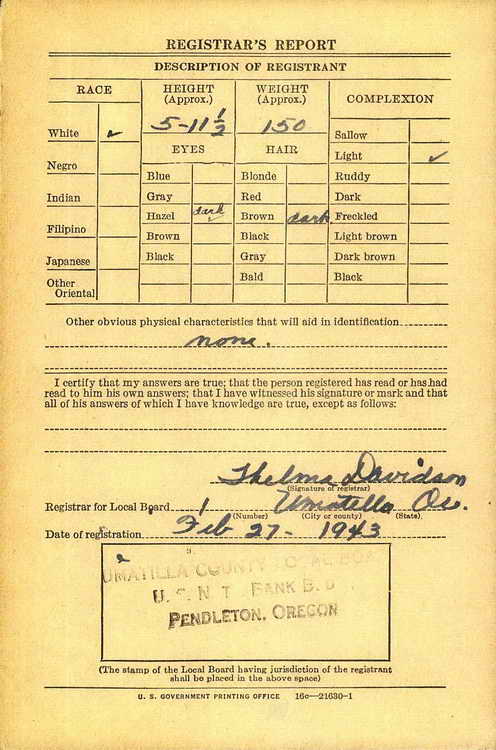 REGISTRAR'S REPORT
DESCRIPTION OF REGISTRANT
RACE
HEIGHT
(Approx.)
WEIGHT
(Approx.)
COMPLEXION
5-11 1/2
150
White ✓
EYES
HAIR
Sallow
Light ✓
Negro
Blue
Blonde
Ruddy
Indian
Gray
Red
Dark
Filipino
Hazel dark ✓
Brown dark
Freckled
Brown
Black
Light brown
Japanese
Black
Gray
Dark brown
Other
Oriental
Bald
Black
Other obvious physical characteristics that will aid in identification
none.
I certify that my answers are true; that the person registered has read or has had
read to him his own answers; that I have witnessed his signature or mark and that
all of his answers of which I have knowledge are true, except as follows:
Thelma Davidson
(Signature of registrar)
Registrar for Local Board 1 Umatella Or.
(Number) (City or county) (State)
Date of registration Feb 27- 1943
UMATILLA COUNTY
BANK
PENDLETON, OREGON
(The stamp of the Local Board having jurisdiction of the registrant
shall be placed in the above space)
U. S. GOVERNMENT PRINTING OFFICE 16c—21630-1